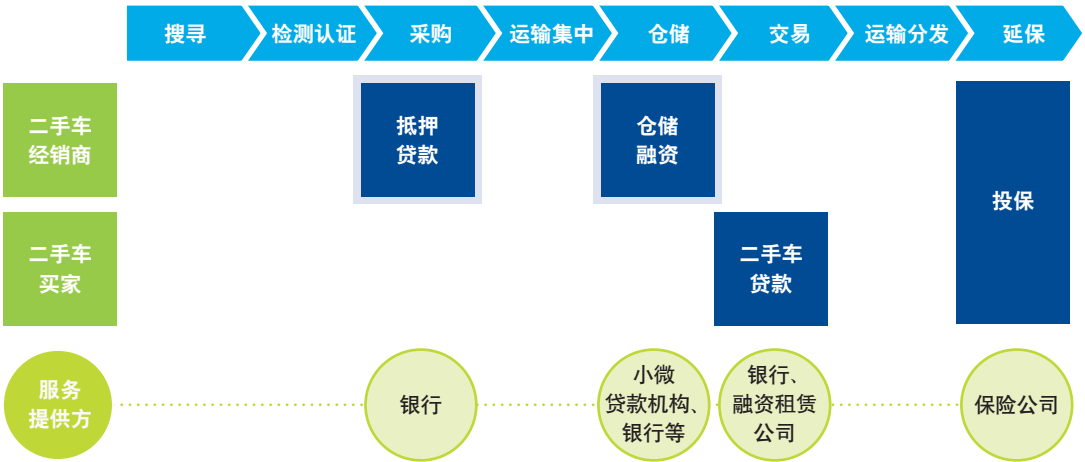 搜寻
检测认证
采购
运输集中
仓储
交易
运输分发
延保
二手车
经销商
抵押
贷款
仓储
融资
投保
二手车
买家
二手车
贷款
服务
提供方
银行
小微
贷款机构、
银行等
银行、
融资租赁
公司
保险公司